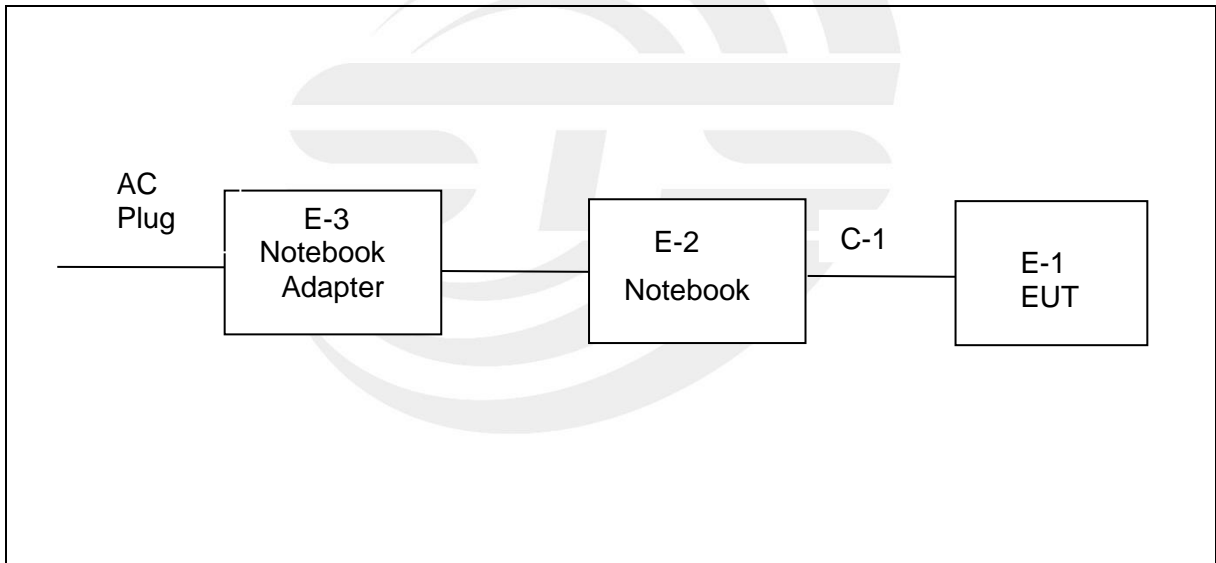 AC
Plug
E-3
Notebook
Adapter
E-2
Notebook
C-1
E-1
EUT